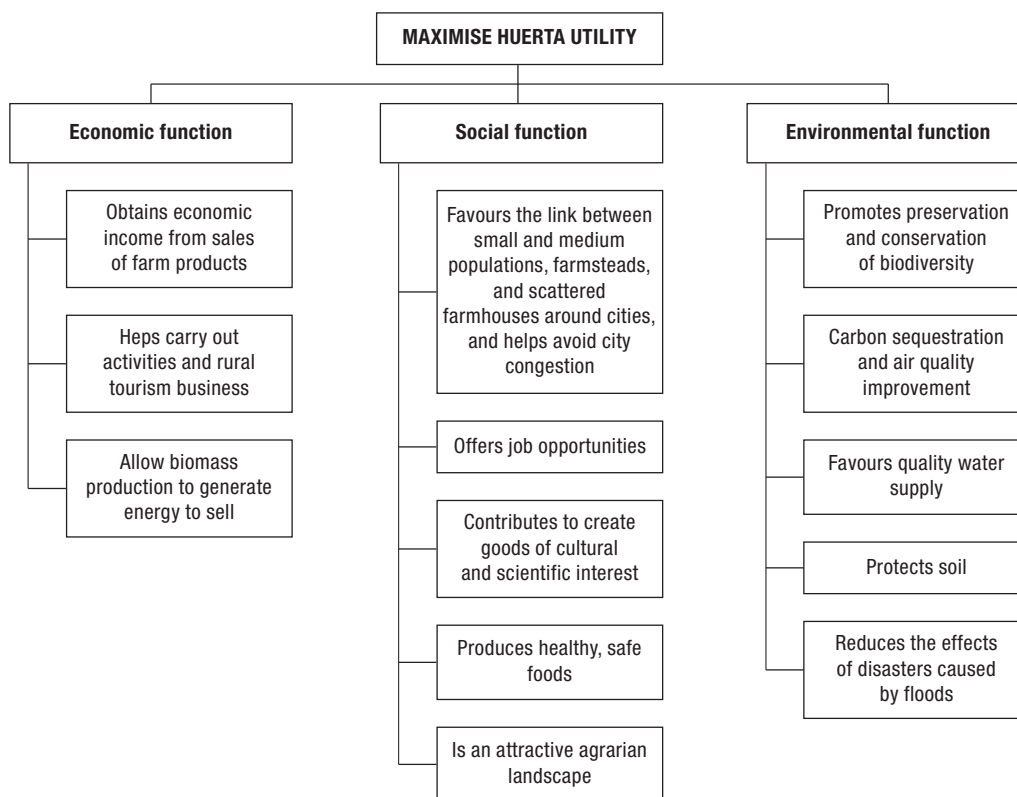 MAXIMISE HUERTA UTILITY
Economic function
Obtains economic
income from sales
of farm products
Heps carry out
activities and rural
tourism business
Allow biomass
production to generate
energy to sell
Social function
Favours the link between
small and medium
populations, farmsteads,
and scattered
farmhouses around cities,
and helps avoid city
congestion
Offers job opportunities
Contributes to create
goods of cultural
and scientific interest
Produces healthy, safe
foods
Is an attractive agrarian
landscape
Environmental function
Promotes preservation
and conservation
of biodiversity
Carbon sequestration
and air quality
improvement
Favours quality water
supply
Protects soil
Reduces the effects
of disasters caused
by floods